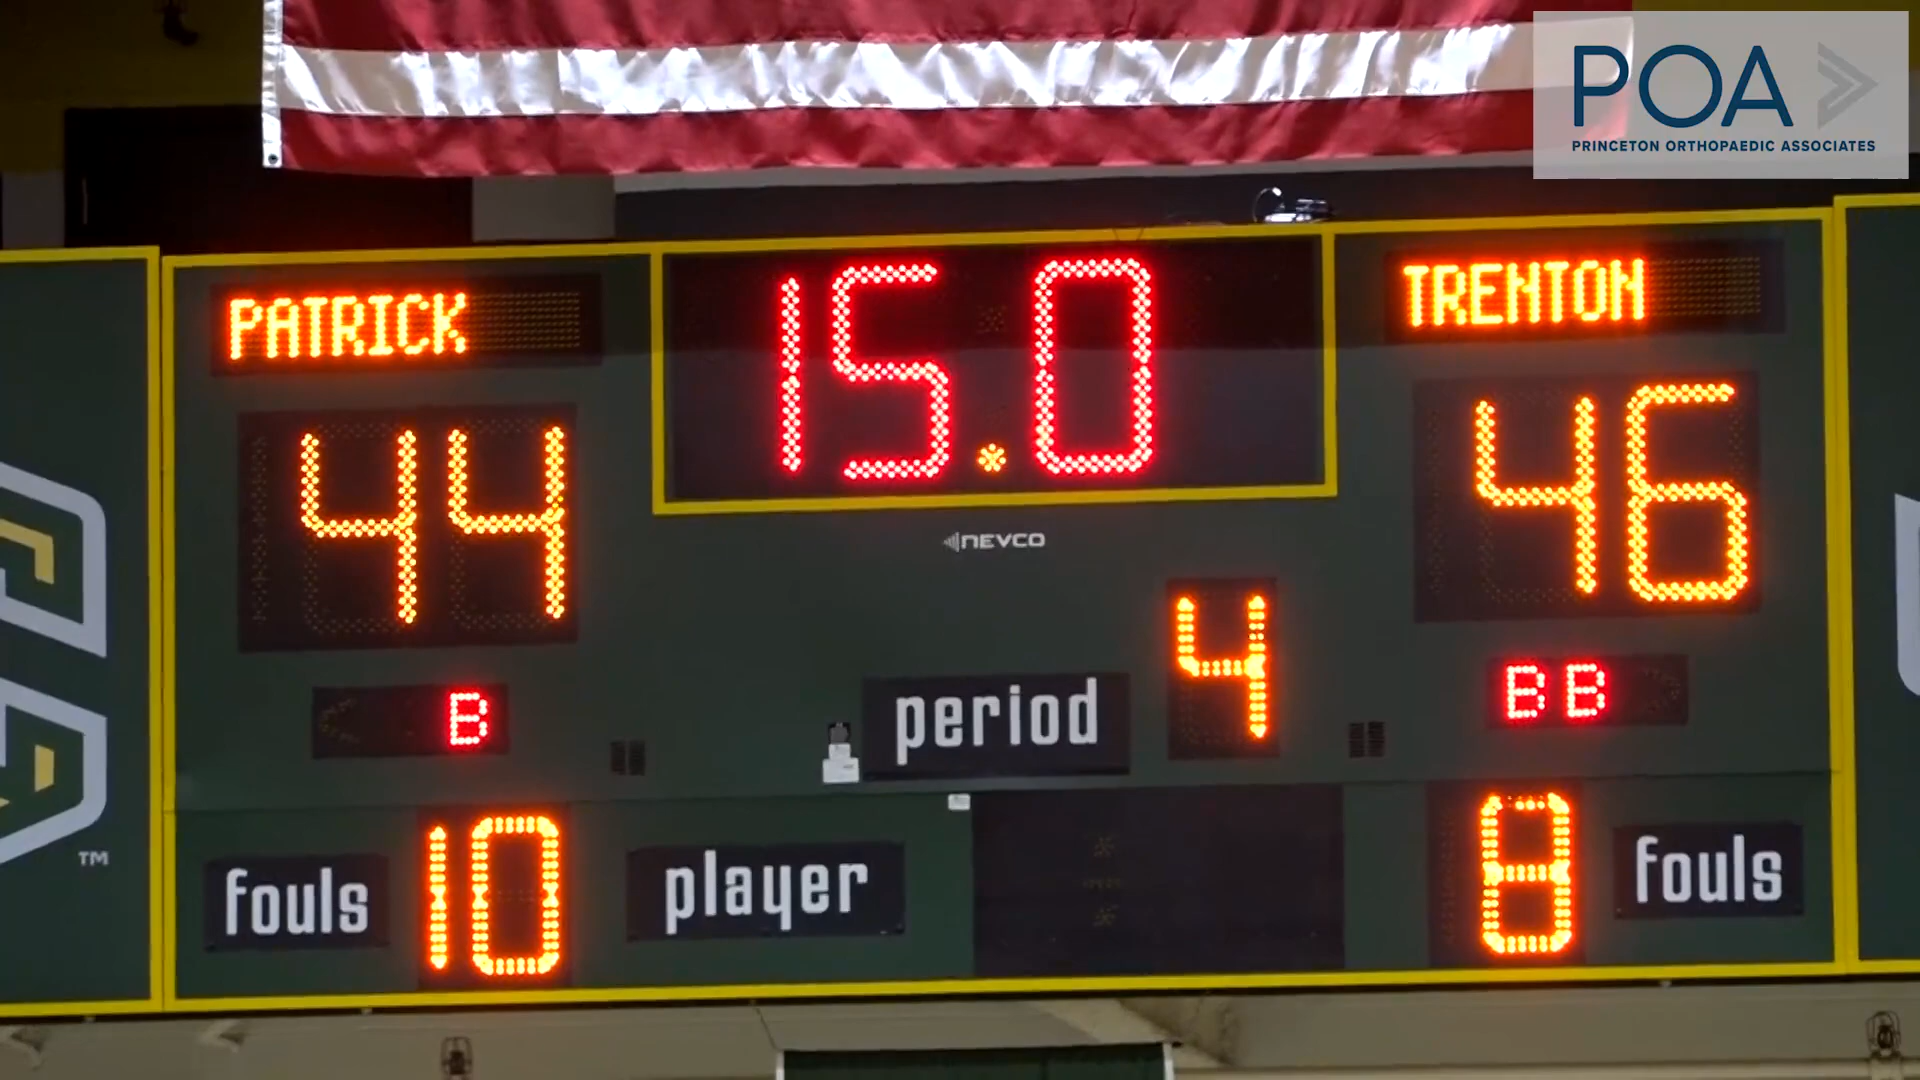 POA
PRINCETON ORTHOPAEDIC ASSOCIATES
PATRICK
15.0
TRENTON
44
46
NEVCO
4
B
period
BB
fouls
10
player
8
fouls
TM